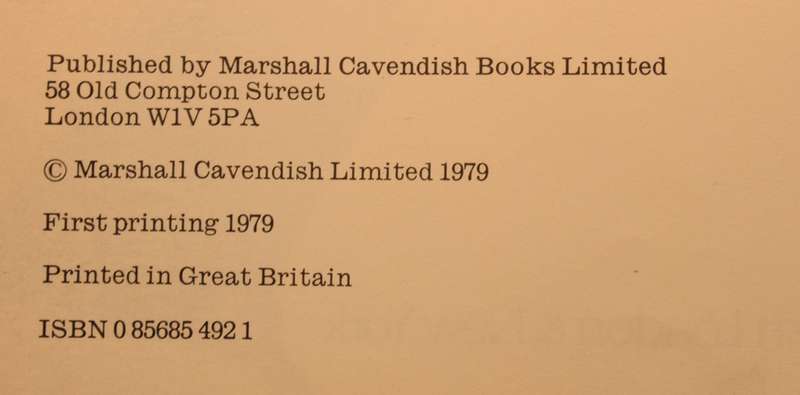 Published by Marshall Cavendish Books Limited
58 Old Compton Street
London W1V 5PA
© Marshall Cavendish Limited 1979
First printing 1979
Printed in Great Britain
ISBN 0 85685 492 1